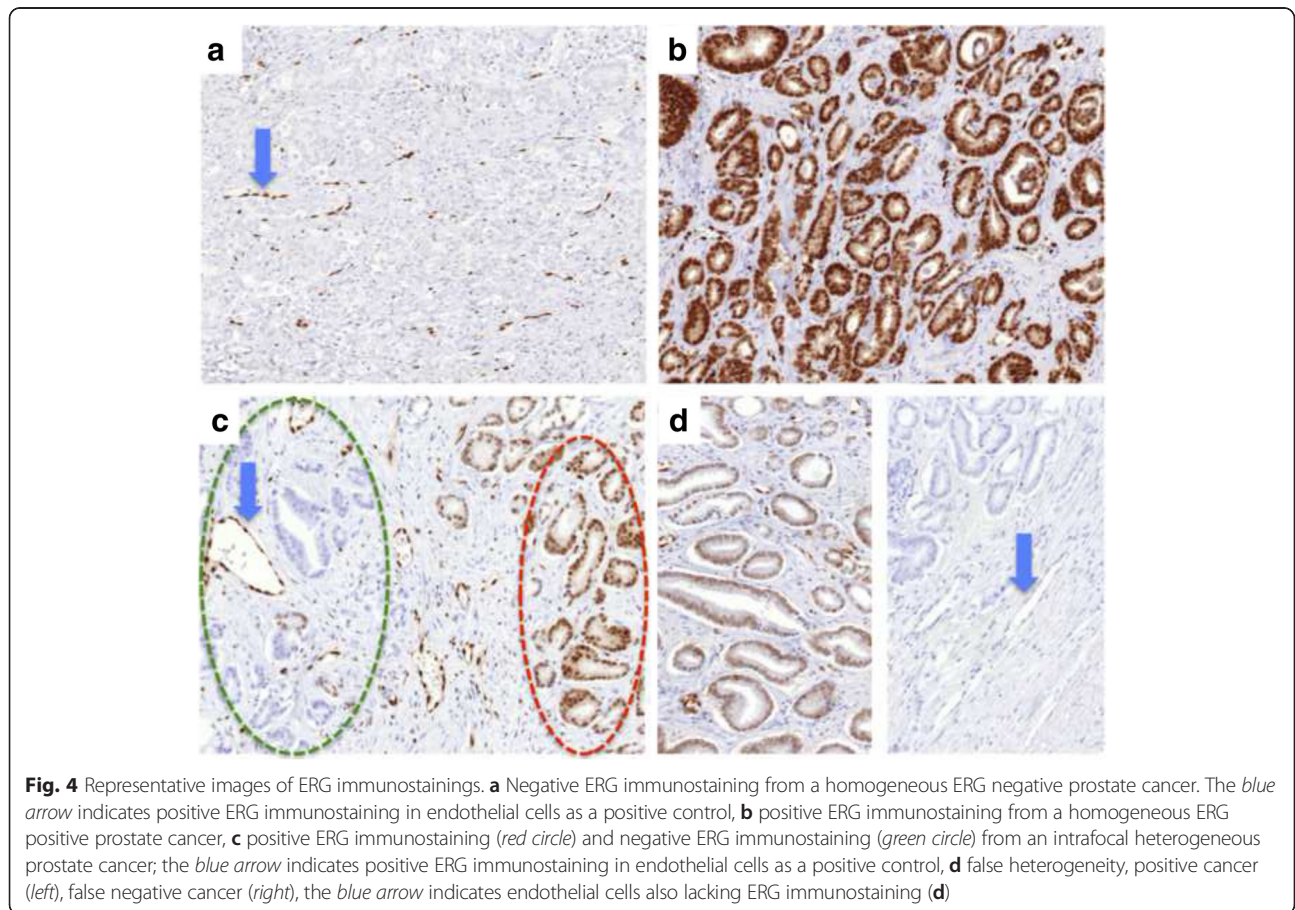 a
b
c
d
Fig. 4 Representative images of ERG immunostainings. a Negative ERG immunostaining from a homogeneous ERG negative prostate cancer. The blue
arrow indicates positive ERG immunostaining in endothelial cells as a positive control, b positive ERG immunostaining from a homogeneous ERG
positive prostate cancer, c positive ERG immunostaining (red circle) and negative ERG immunostaining (green circle) from an intrafocal heterogeneous
prostate cancer; the blue arrow indicates positive ERG immunostaining in endothelial cells as a positive control, d false heterogeneity, positive cancer
(left), false negative cancer (right), the blue arrow indicates endothelial cells also lacking ERG immunostaining (d)